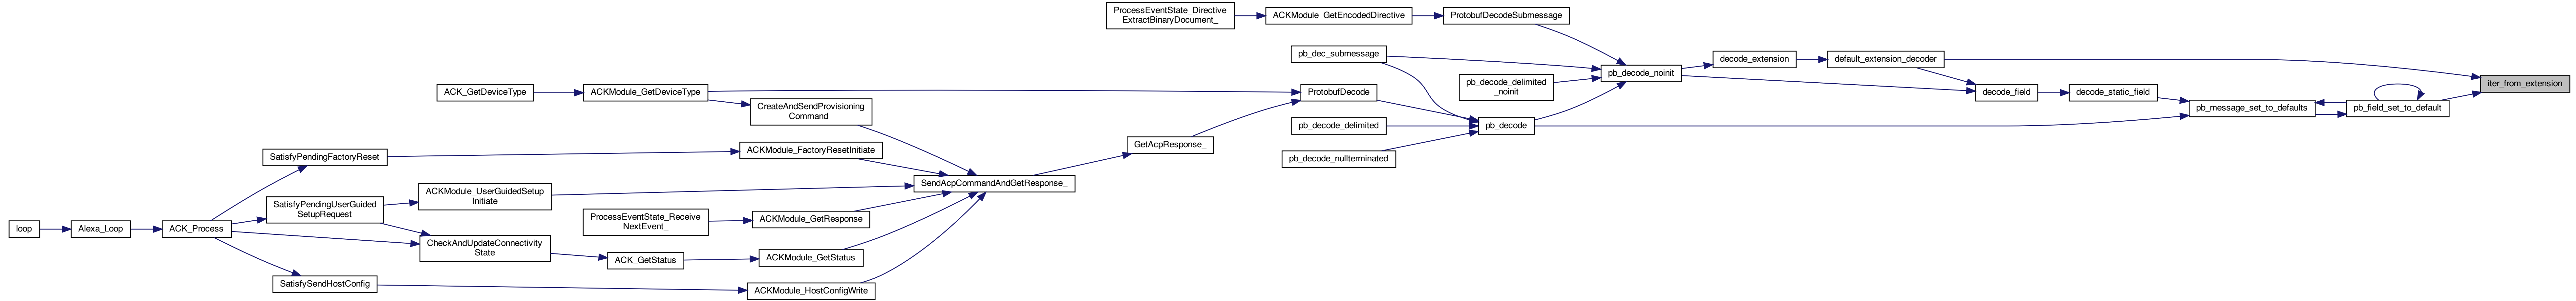 ProcessEventState_Directive
ExtractBinaryDocument_
ACKModule_GetEncodedDirective
ProtobufDecodeSubmessage
pb_dec_submessage
pb_decode_noinit
decode_extension
default_extension_decoder
iter_from_extension
pb_decode_delimited
_noinit
ACK_GetDeviceType
ACKModule_GetDeviceType
ProtobufDecode
decode_field
decode_static_field
pb_message_set_to_defaults
pb_field_set_to_default
CreateAndSendProvisioning
Command_
pb_decode_delimited
pb_decode
GetAcpResponse_
pb_decode_nullterminated
SatisfyPendingFactoryReset
ACKModule_FactoryResetInitiate
SendAcpCommandAndGetResponse_
ACKModule_UserGuidedSetup
Initiate
SatisfyPendingUserGuided
SetupRequest
ProcessEventState_Receive
NextEvent_
ACKModule_GetResponse
loop
Alexa_Loop
ACK_Process
CheckAndUpdateConnectivity
State
ACK_GetStatus
ACKModule_GetStatus
SatisfySendHostConfig
ACKModule_HostConfigWrite